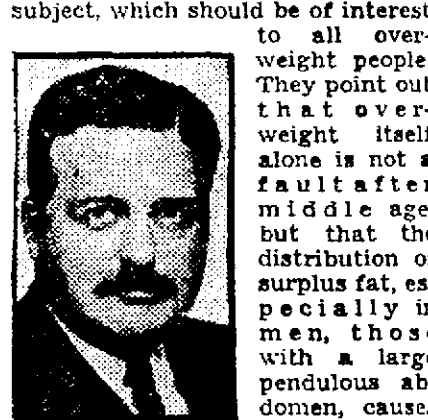 subject, which should be of interest
to all over-
weight people
They point out
that over-
weight itself
alone is not a
fault after
middle age
but that the
distribution of
surplus fat, es
pecially in
men, those
with a large
pendulous ab
domen, cause